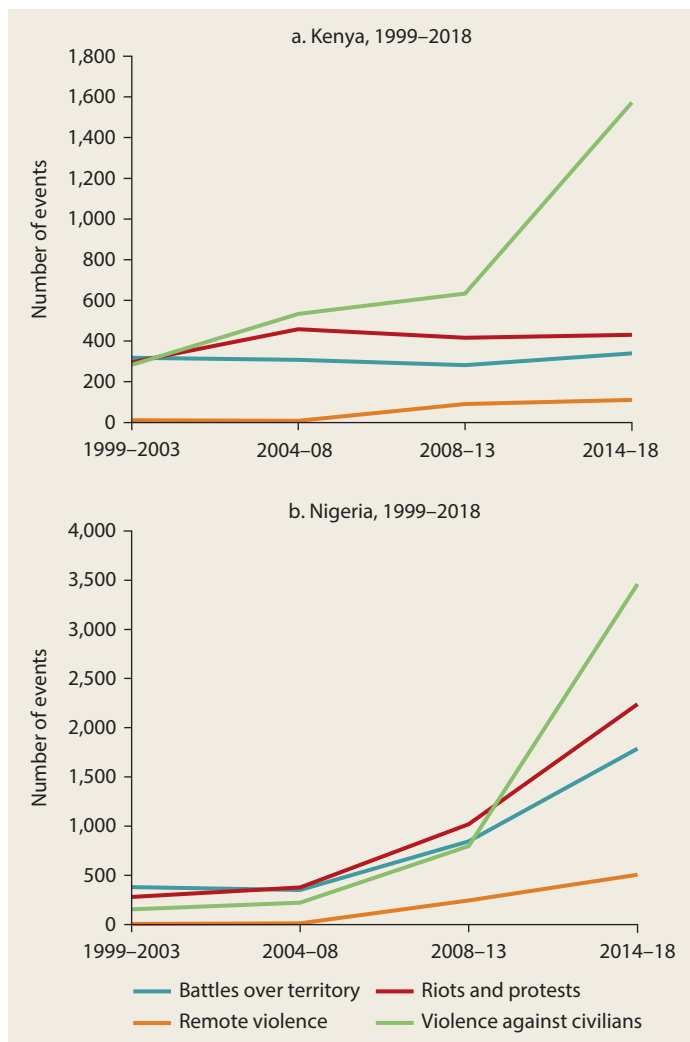 a. Kenya, 1999–2018
Number of events
1,800
1,600
1,400
1,200
1,000
800
600
400
200
0
1999–2003 2004–08 2008–13 2014–18
b. Nigeria, 1999–2018
Number of events
4,000
3,500
3,000
2,500
2,000
1,500
1,000
500
0
1999–2003 2004–08 2008–13 2014–18
Battles over territory Riots and protests
Remote violence Violence against civilians